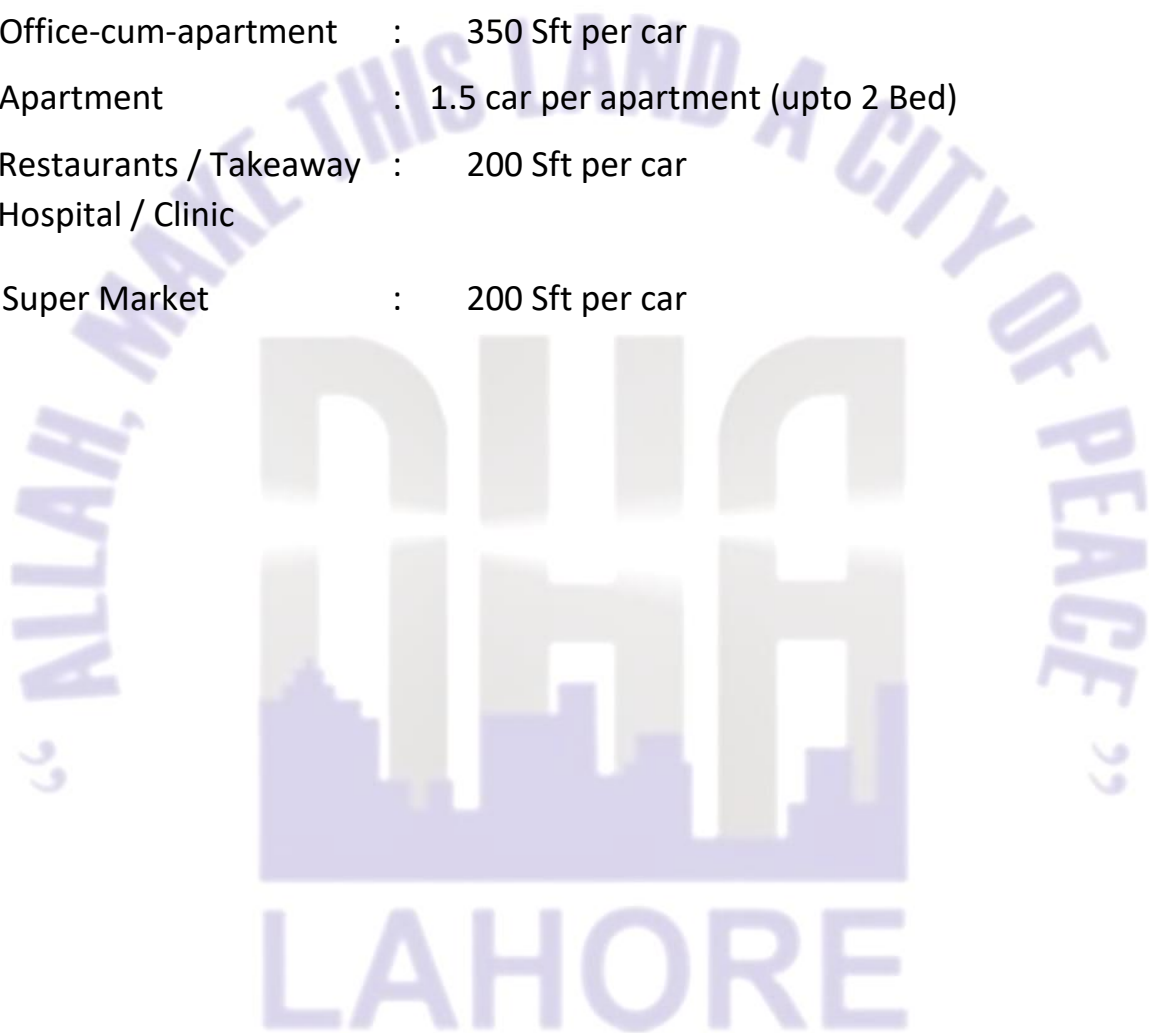 Office-cum-apartment : 350 Sft per car
Apartment : 1.5 car per apartment (upto 2 Bed)
Restaurants / Takeaway : 200 Sft per car
Hospital / Clinic
Super Market : 200 Sft per car
” ALLAH, MAKE THIS LAND A CITY OF PEACE ”
DHA
LAHORE